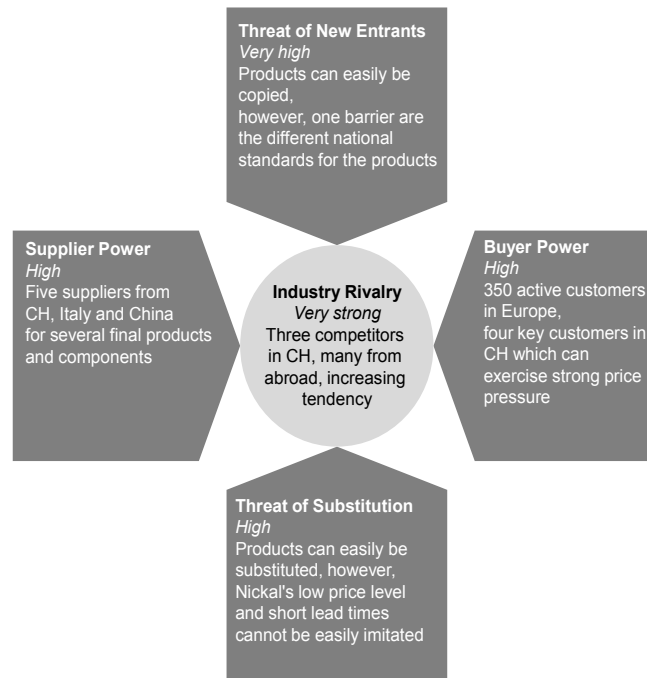 Threat of New Entrants
Very high
Products can easily be
copied,
however, one barrier are
the different national
standards for the products
Supplier Power
High
Five suppliers from
CH, Italy and China
for several final products
and components
Industry Rivalry
Very strong
Three competitors
in CH, many from
abroad, increasing
tendency
Buyer Power
High
350 active customers
in Europe,
four key customers in
CH which can
exercise strong price
pressure
Threat of Substitution
High
Products can easily be
substituted, however,
Nickal's low price level
and short lead times
cannot be easily imitated